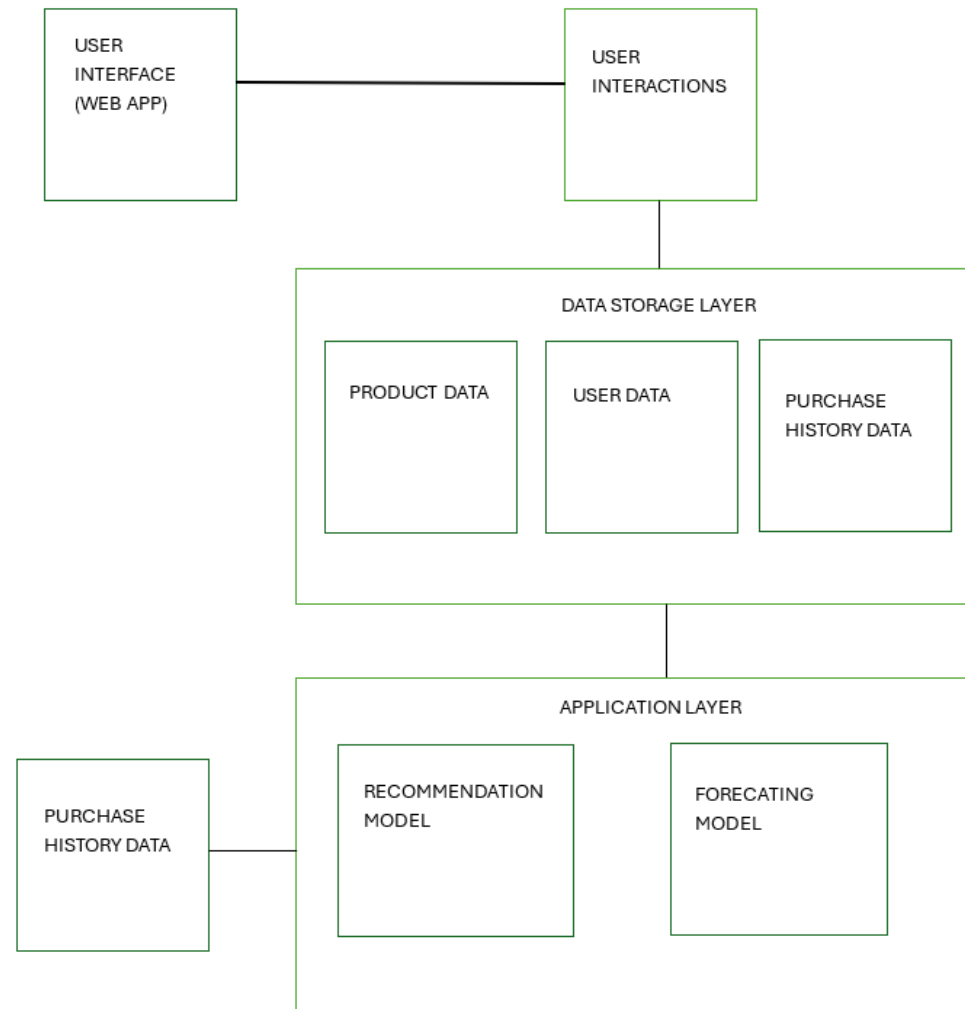 USER
INTERFACE
(WEB APP)
USER
INTERACTIONS
DATA STORAGE LAYER
PRODUCT DATA
USER DATA
PURCHASE
HISTORY DATA
APPLICATION LAYER
RECOMMENDATION
MODEL
FORECATING
MODEL
PURCHASE
HISTORY DATA